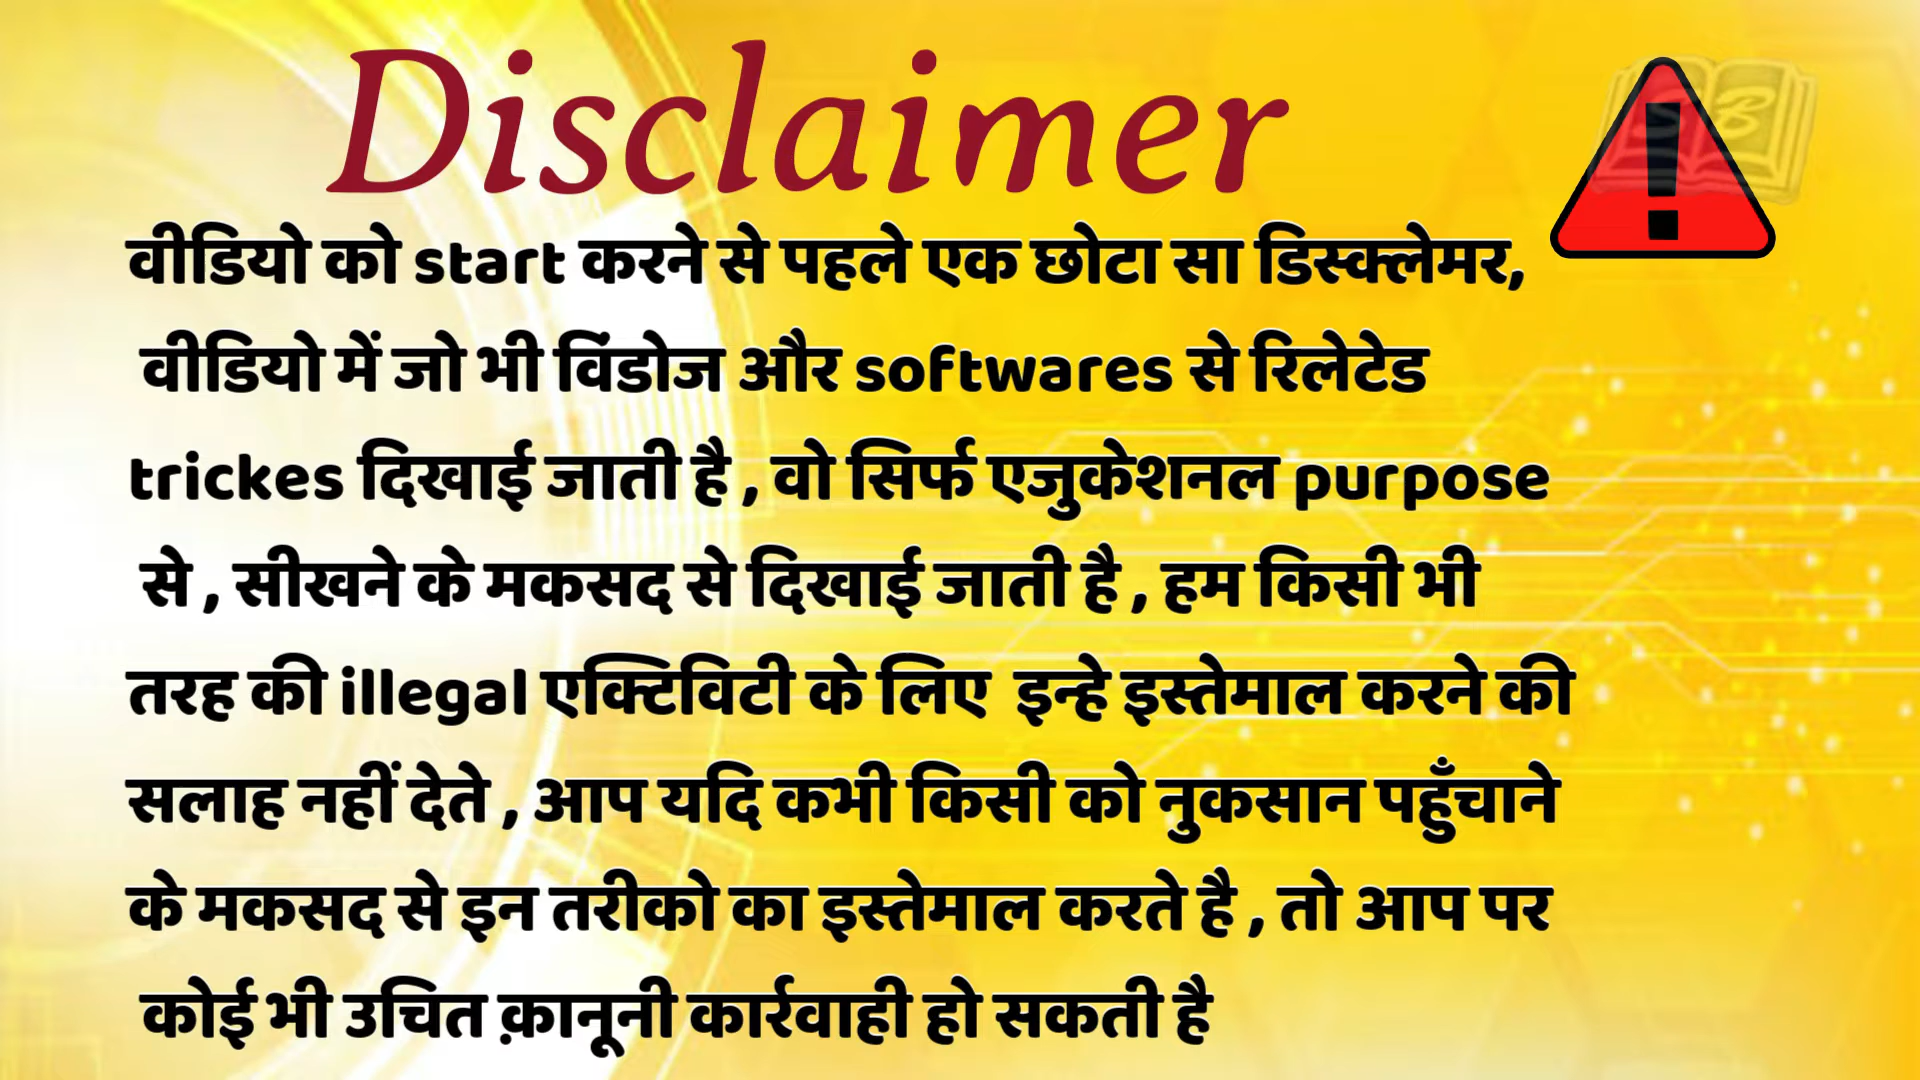 Disclaimer
वीडियो को start करने से पहले एक छोटा सा डिस्क्लेमर,
वीडियो में जो भी विंडोज और softwares से रिलेटेड
trickes दिखाई जाती है , वो सिर्फ एजुकेशनल purpose
से , सीखने के मकसद से दिखाई जाती है , हम किसी भी
तरह की illegal एक्टिविटी के लिए इन्हे इस्तेमाल करने की
सलाह नहीं देते , आप यदि कभी किसी को नुकसान पहुँचाने
के मकसद से इन तरीको का इस्तेमाल करते है , तो आप पर
कोई भी उचित क़ानूनी कार्रवाही हो सकती है